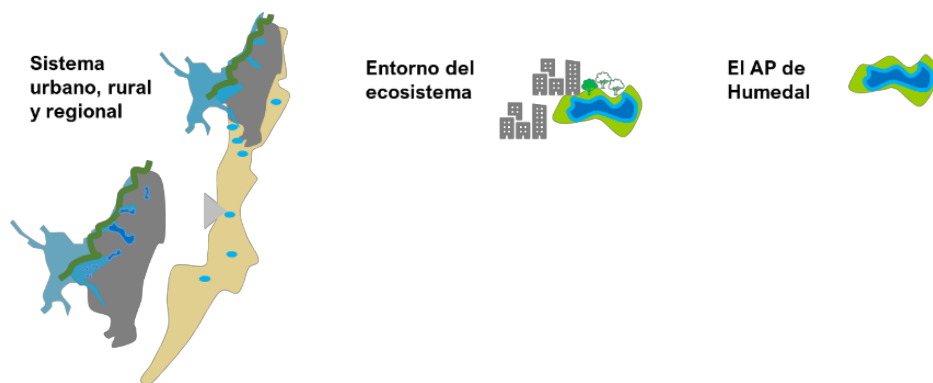 Sistema
urbano, rural
y regional
Entorno del
ecosistema
El AP de
Humedal